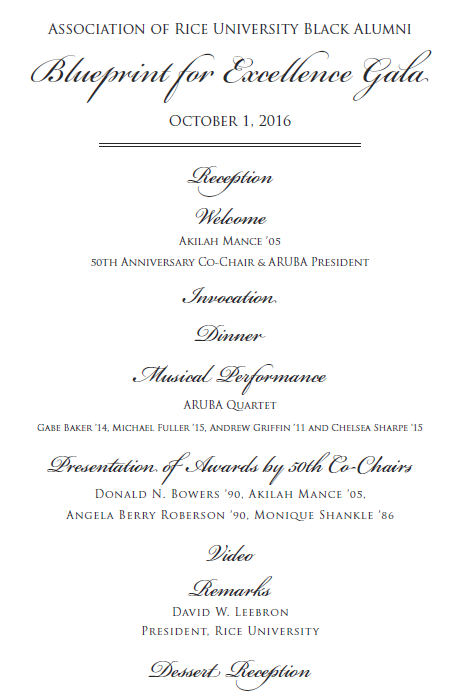 Association of Rice University Black Alumni
Blueprint for Excellence Gala
October 1, 2016
Reception
Welcome
Akilah Mance '05
50th Anniversary Co-Chair & ARUBA President
Invocation
Dinner
Musical Performance
ARUBA Quartet
Gabe Baker '14, Michael Fuller '15, Andrew Griffin '11 and Chelsea Sharpe '15
Presentation of Awards by 50th Co-Chairs
Donald N. Bowers '90, Akilah Mance '05,
Angela Berry Roberson '90, Monique Shankle '86
Video
Remarks
David W. Leebron
President, Rice University
Dessert Reception